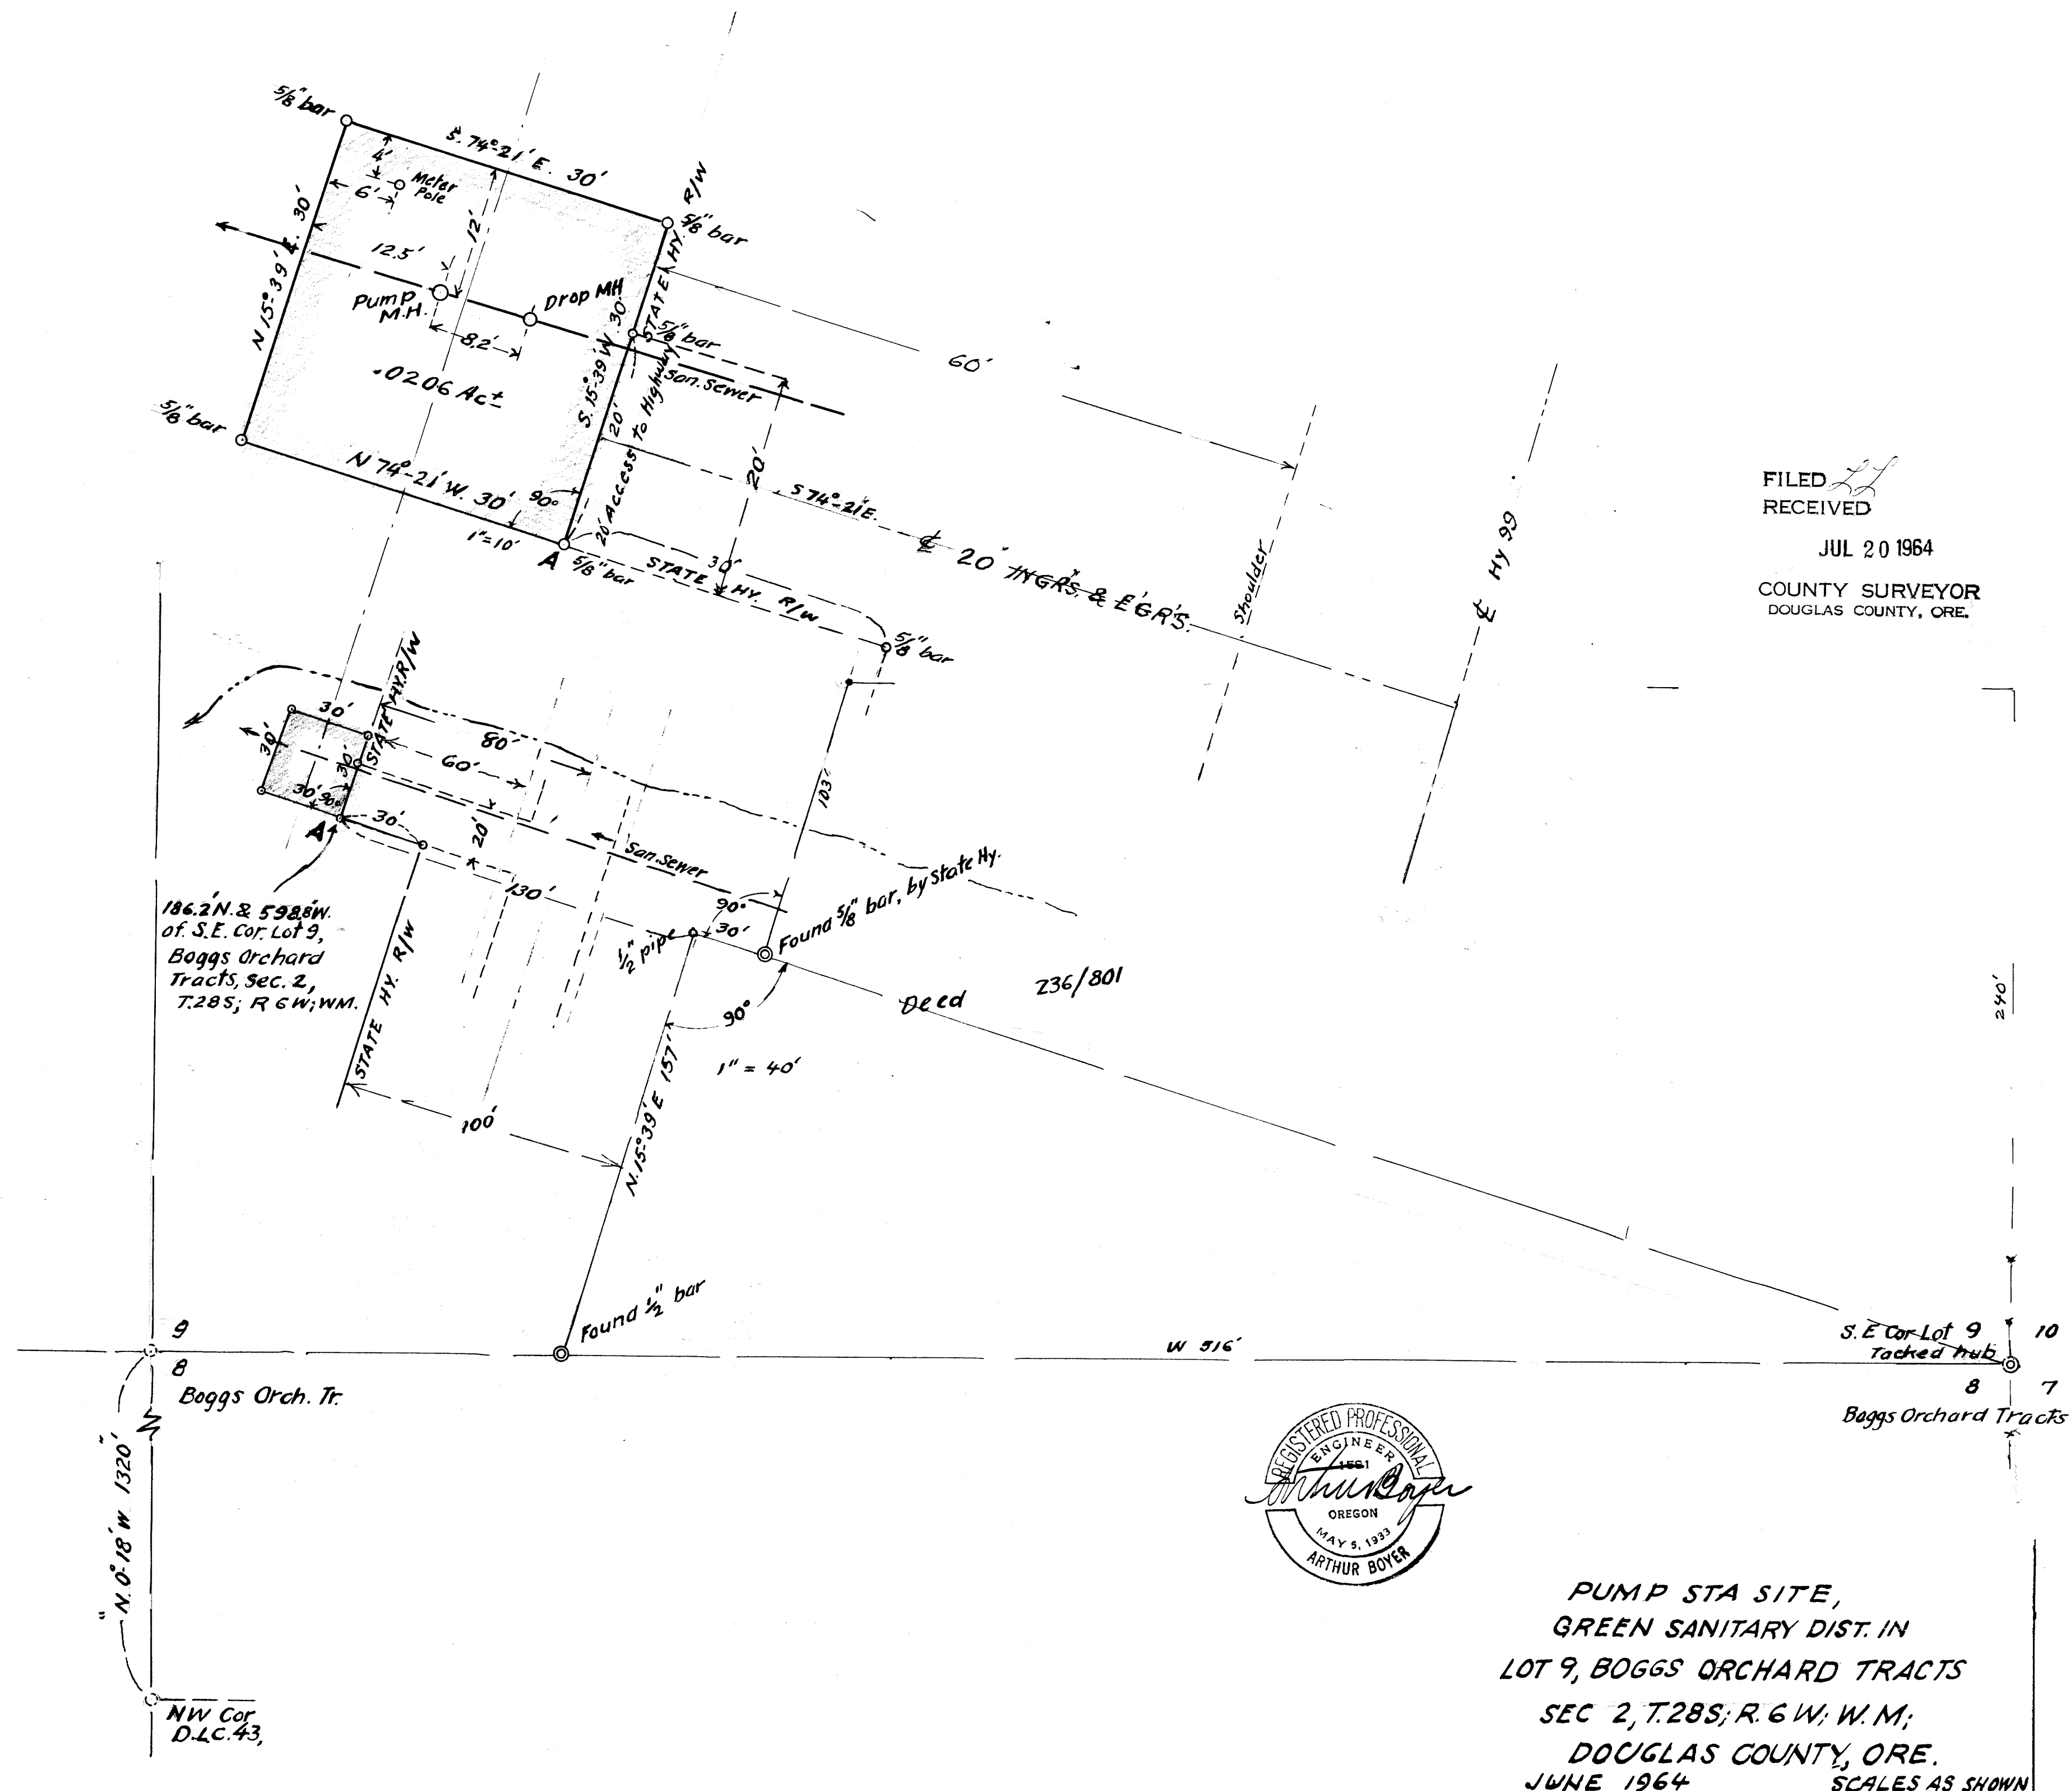 5/8" bar
S. 74°-21' E. 30'
4'
6'
Meter
Pole
12'
N 15°-39' E. 30'
12.5'
Pump
M.H.
Drop MH
8.2'
.0206 Ac±
5/8" bar
STATE HY. R/W
5/8" bar
S. 15°-39' W 30'
San. sewer
20'
20' Access to Highway
60'
5/8" bar
N 74°-21' W. 30'
90°
1"=10'
A
5/8" bar
20'
S 74°-21' E.
℄ 20' INGR'S. & E'GR'S.
Shoulder
℄ HY 99
30'
STATE HY. R/W
5/8" bar
FILED
RECEIVED
JUL 20 1964
COUNTY SURVEYOR
DOUGLAS COUNTY, ORE.
STATE HY. R/W
30'
30'
30'
30'
90°
A
30'
80'
60'
20'
130'
San. sewer
103'
90°
30'
1/2" pipe
Found 5/8" bar, by State Hy.
186.2' N. & 598.8' W.
of S.E. Cor. Lot 9,
Boggs Orchard
Tracts, Sec. 2,
T.28S; R 6W; WM.
STATE HY. R/W
100'
90°
1" = 40'
N. 15°-39' E 157'
Deed 236/801
240'
Found 1/2" bar
9
8
Boggs Orch. Tr.
W 516'
S.E Cor Lot 9
Tacked hub
10
8
7
Boggs Orchard Tracts
"N. 0°-18' W 1320'"
NW Cor
D.L.C. 43,
REGISTERED PROFESSIONAL
ENGINEER
1581
Arthur Boyer
OREGON
MAY 5, 1933
ARTHUR BOYER
PUMP STA SITE,
GREEN SANITARY DIST. IN
LOT 9, BOGGS ORCHARD TRACTS
SEC 2, T.28S; R. 6 W; W. M;
DOUGLAS COUNTY, ORE.
JUNE 1964 SCALES AS SHOWN